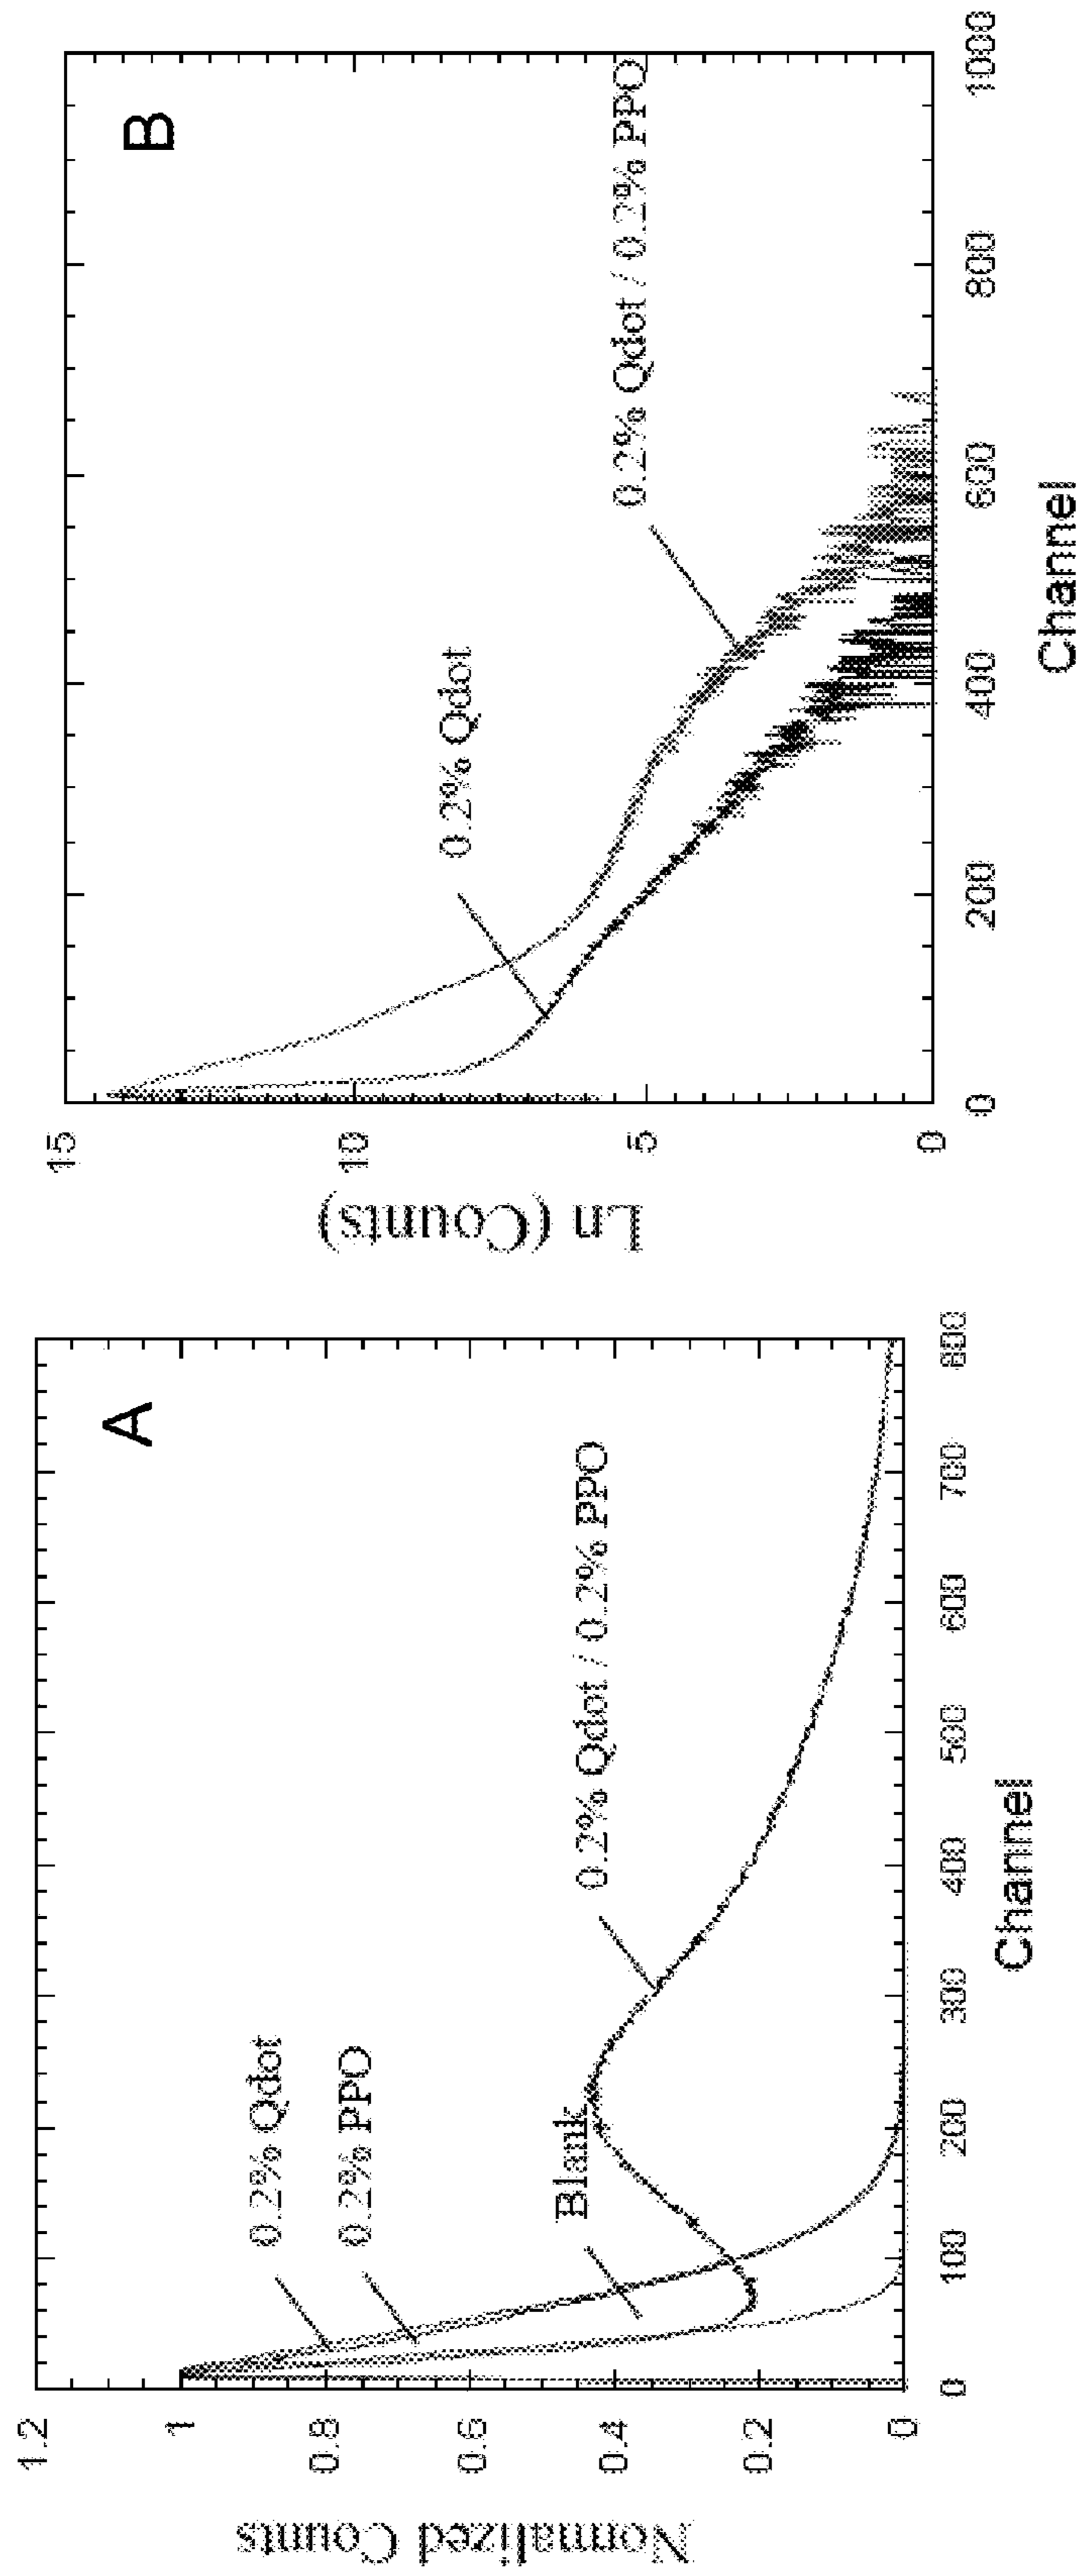 A
Normalized Counts
1.2
1
0.8
0.6
0.4
0.2
0
0.2% Qdot
0.2% PPO
Blank
0.2% Qdot / 0.2% PPO
0 100 200 300 400 500 600 700 800
Channel
B
Ln (Counts)
15
10
5
0
0.2% Qdot
0.2% Qdot / 0.2% PPO
0 200 400 600 800 1000
Channel